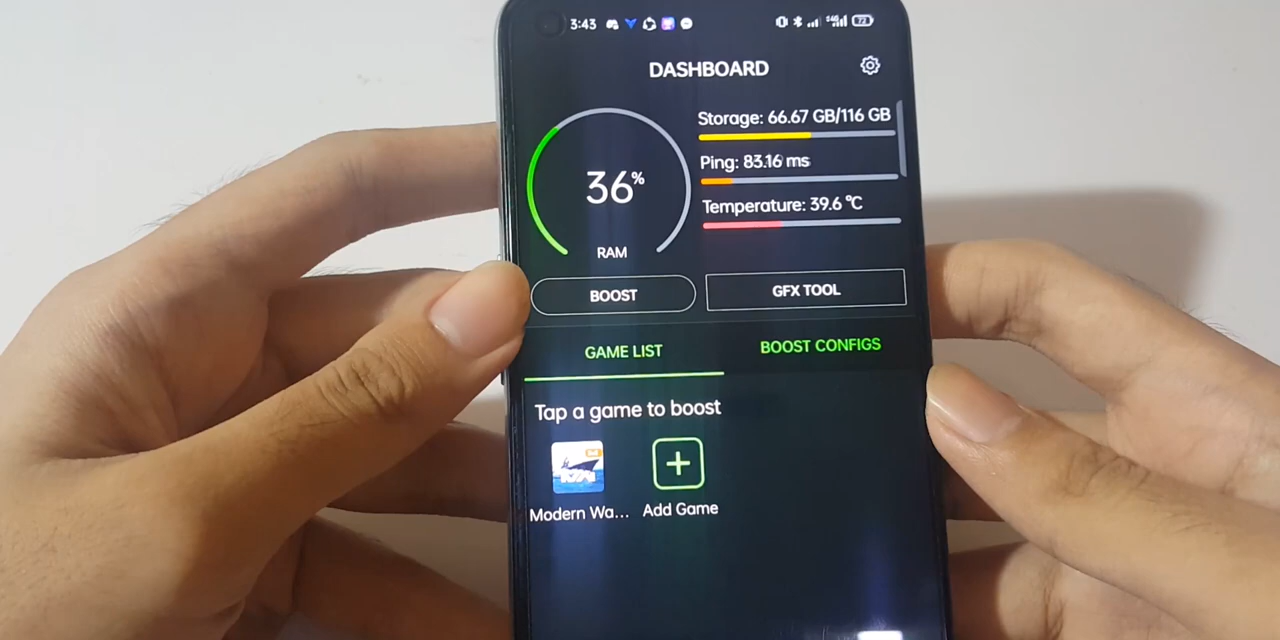 3:43
72
DASHBOARD
Storage: 66.67 GB/116 GB
Ping: 83.16 ms
36%
Temperature: 39.6 °C
RAM
BOOST
GFX TOOL
GAME LIST
BOOST CONFIGS
Tap a game to boost
Modern Wa...
Add Game